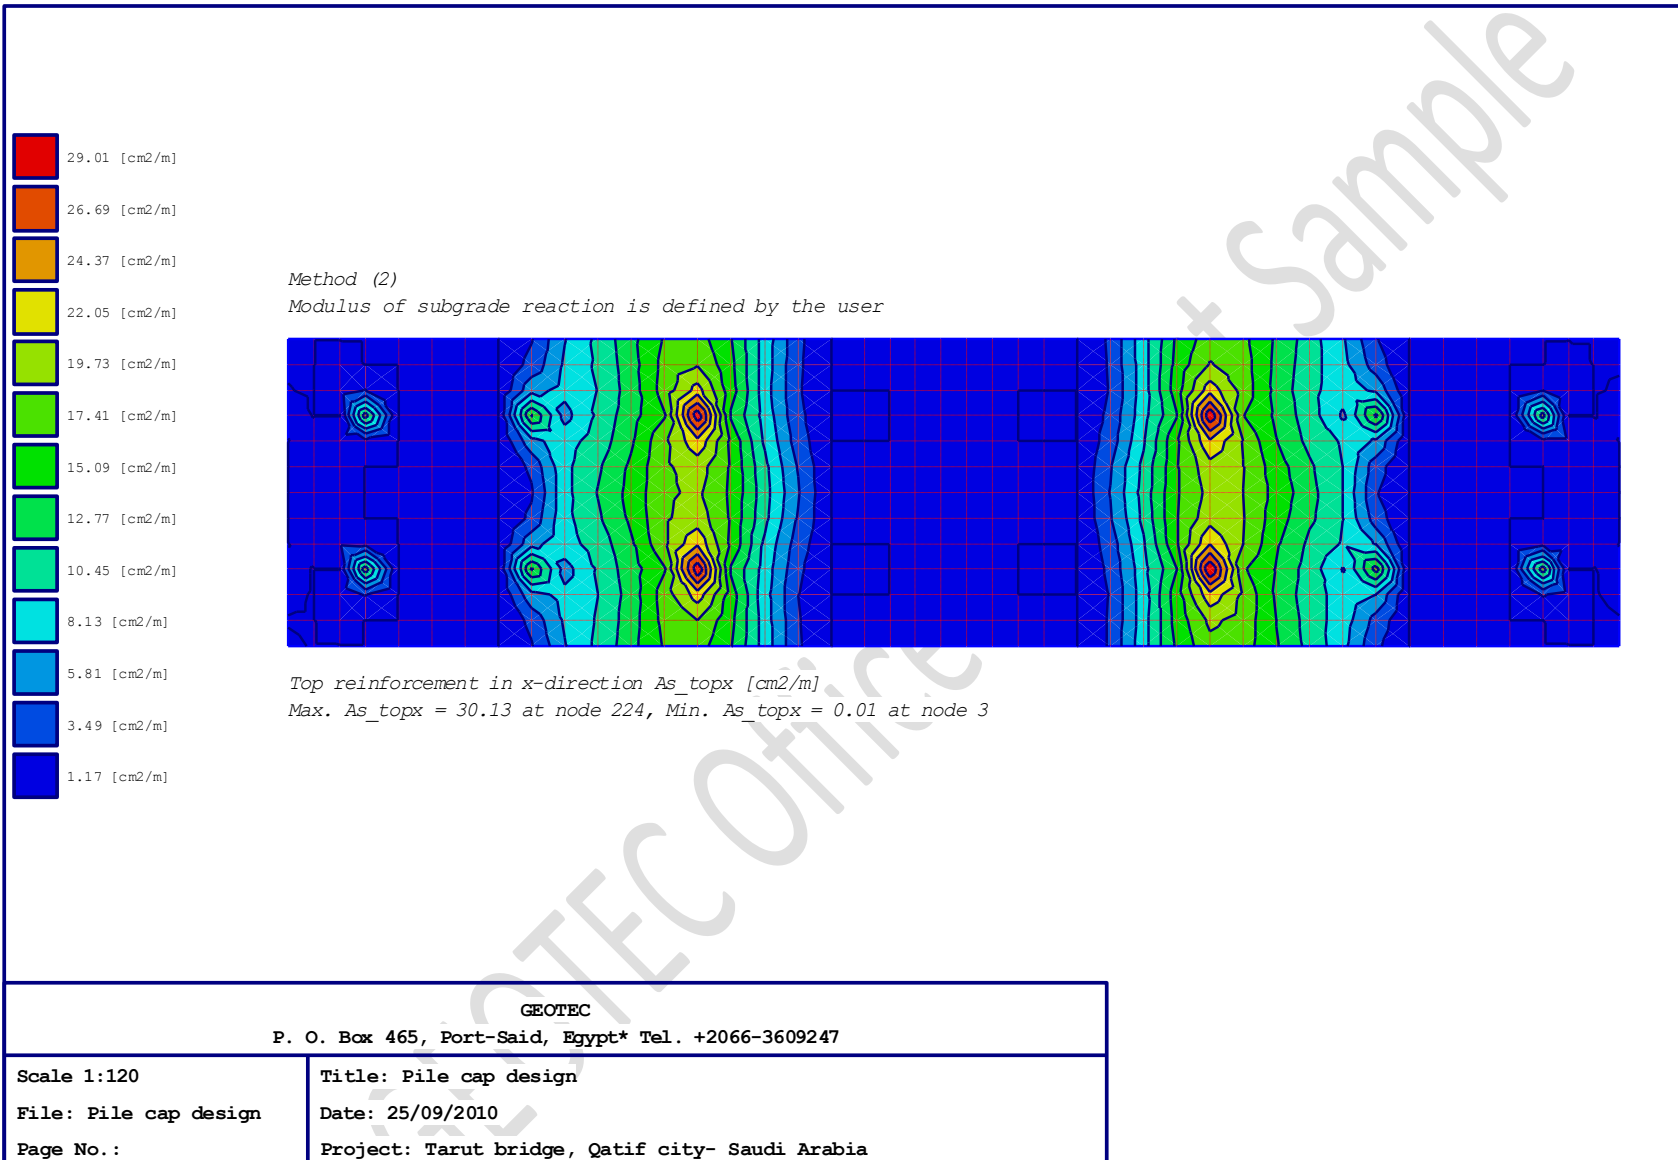 29.01 [cm2/m]
26.69 [cm2/m]
24.37 [cm2/m]
22.05 [cm2/m]
19.73 [cm2/m]
17.41 [cm2/m]
15.09 [cm2/m]
12.77 [cm2/m]
10.45 [cm2/m]
8.13 [cm2/m]
5.81 [cm2/m]
3.49 [cm2/m]
1.17 [cm2/m]
Method (2)
Modulus of subgrade reaction is defined by the user
Top reinforcement in x-direction As_topx [cm2/m]
Max. As_topx = 30.13 at node 224, Min. As_topx = 0.01 at node 3
GEOTEC Office Sample
GEOTEC
P. O. Box 465, Port-Said, Egypt* Tel. +2066-3609247
Scale 1:120
Title: Pile cap design
File: Pile cap design
Date: 25/09/2010
Page No.:
Project: Tarut bridge, Qatif city- Saudi Arabia